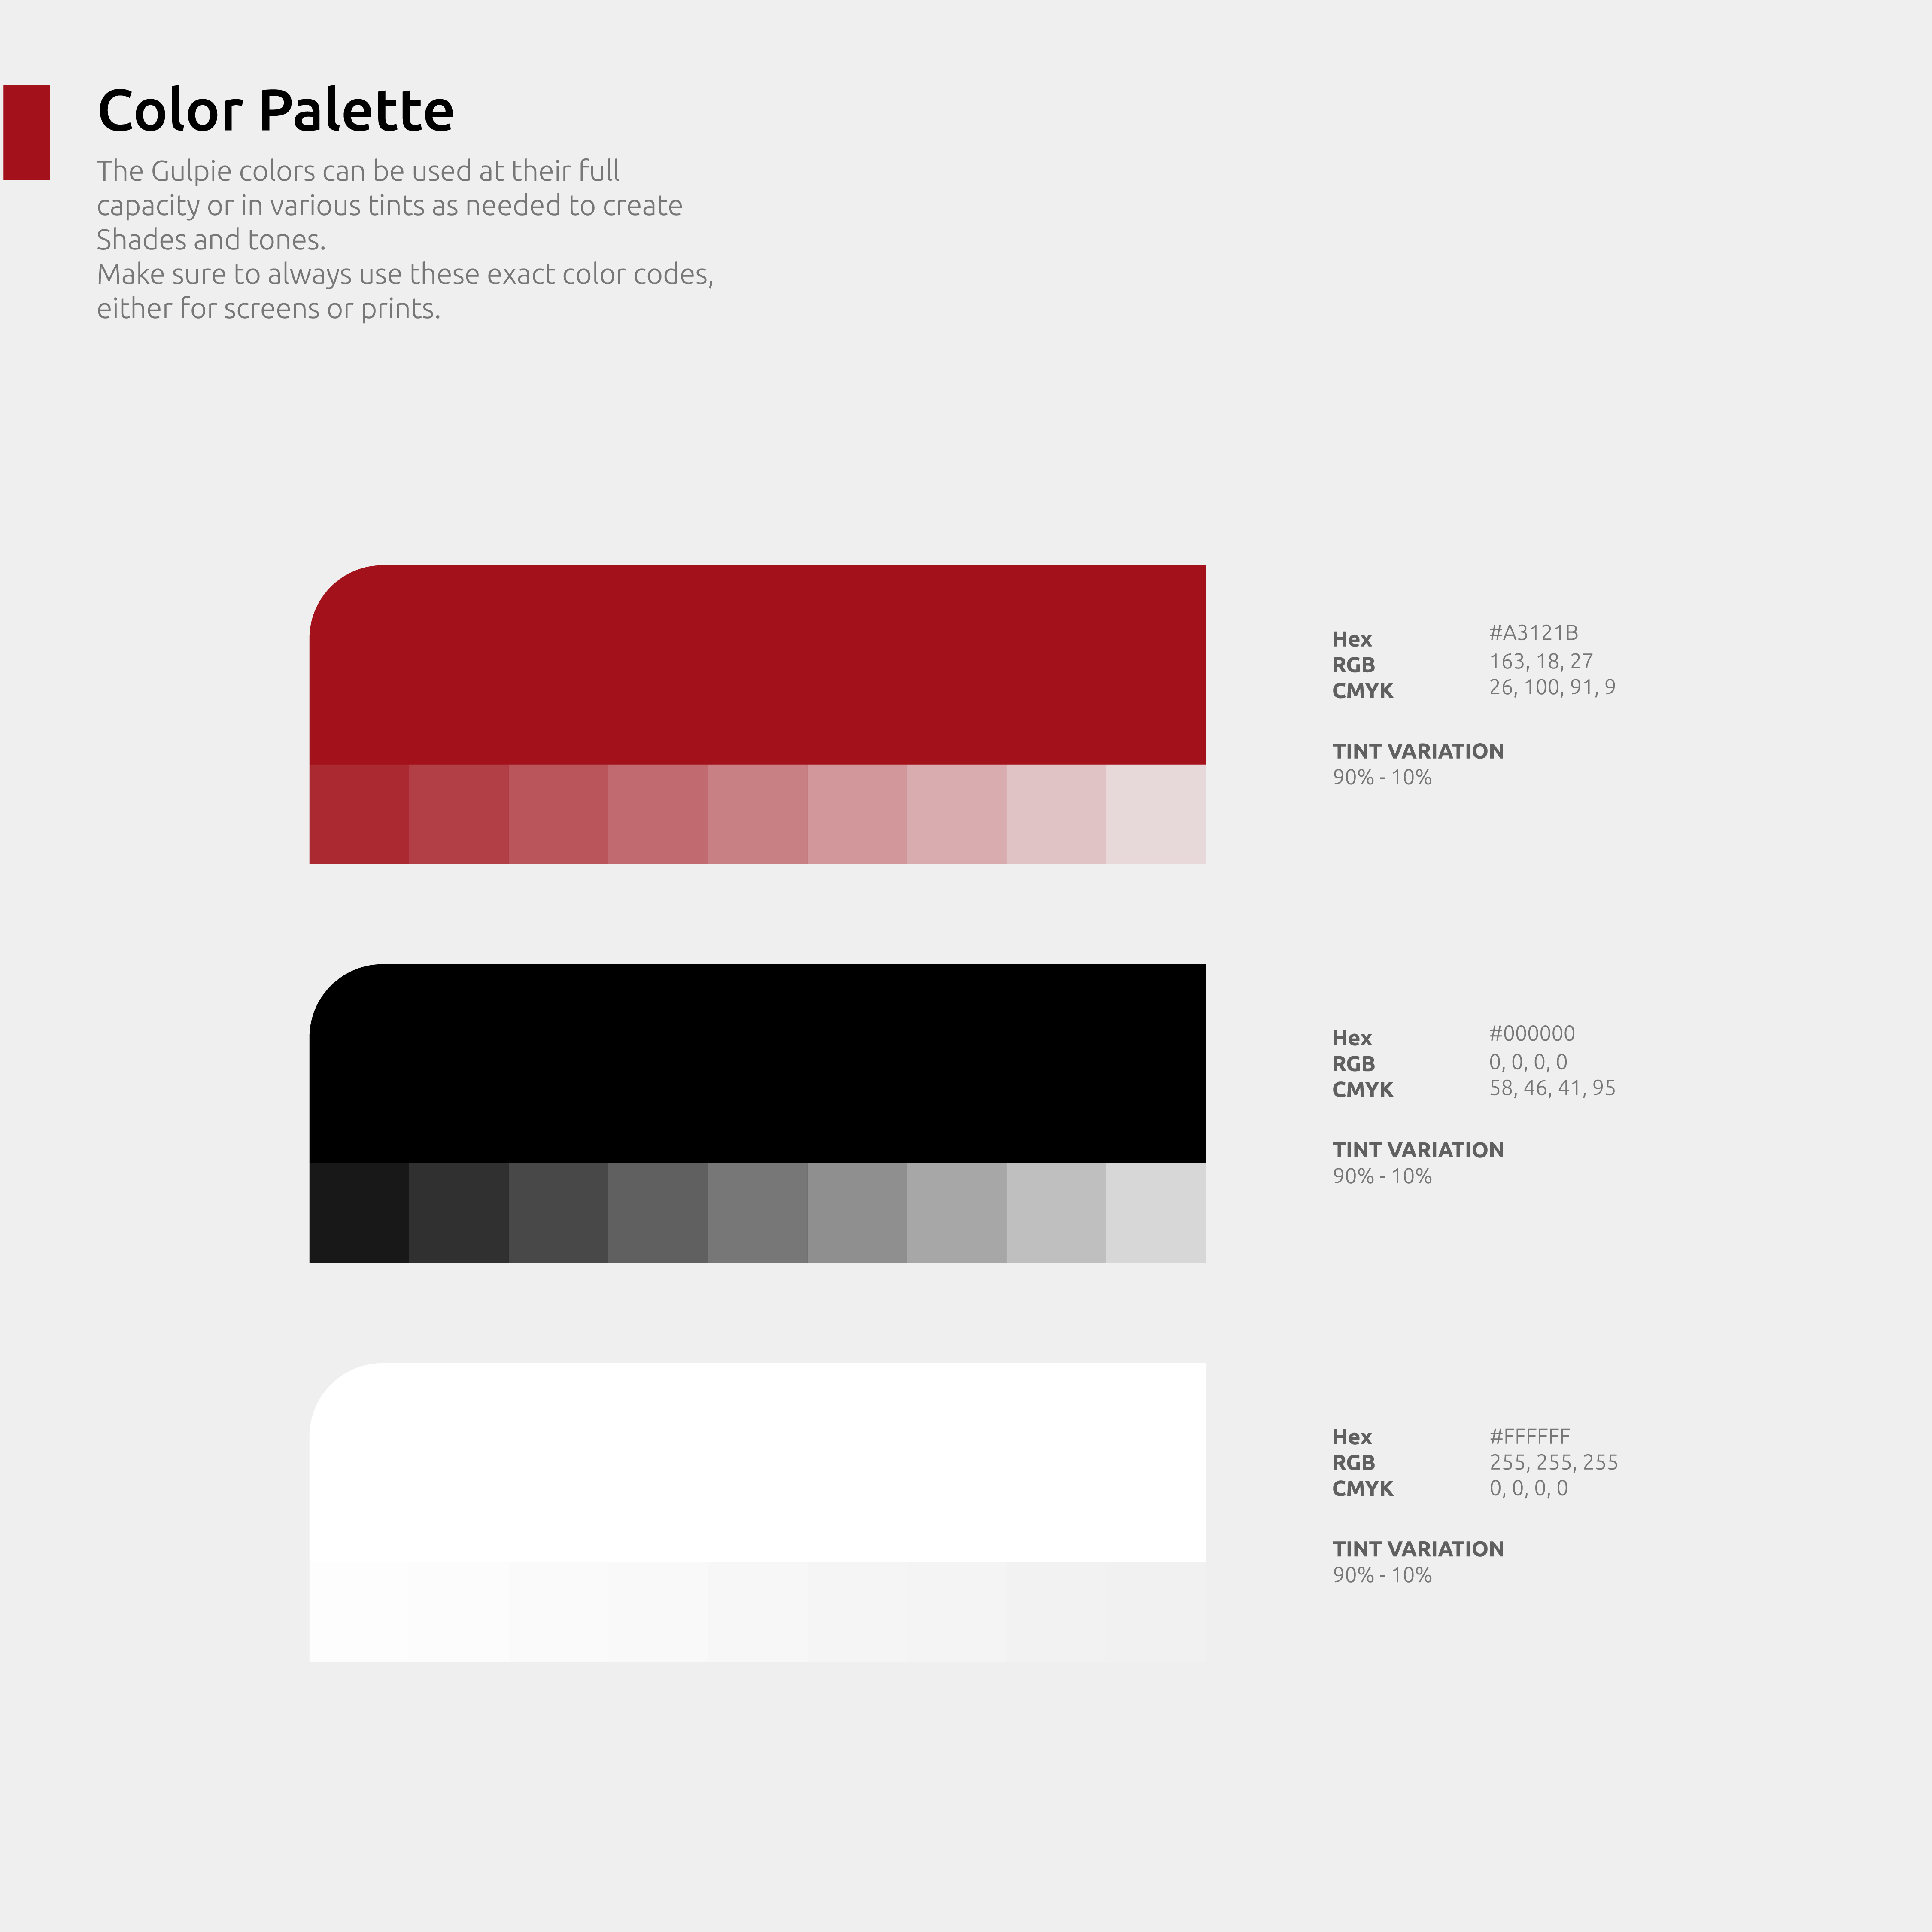 Color Palette
The Gulpie colors can be used at their full
capacity or in various tints as needed to create
Shades and tones.
Make sure to always use these exact color codes,
either for screens or prints.
Hex #A3121B
RGB 163, 18, 27
CMYK 26, 100, 91, 9
TINT VARIATION
90% - 10%
Hex #000000
RGB 0, 0, 0, 0
CMYK 58, 46, 41, 95
TINT VARIATION
90% - 10%
Hex #FFFFFF
RGB 255, 255, 255
CMYK 0, 0, 0, 0
TINT VARIATION
90% - 10%